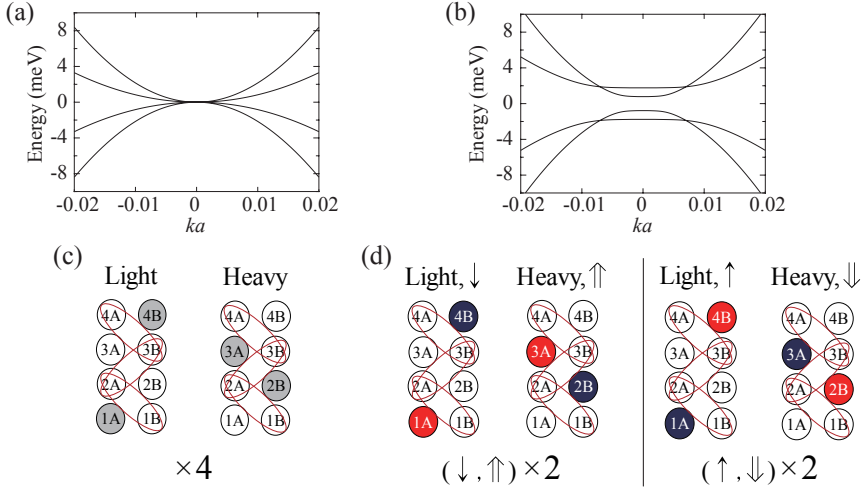 (a)
8
4
0
-4
-8
Energy (meV)
-0.02 -0.01 0 0.01 0.02
ka
(b)
8
4
0
-4
-8
Energy (meV)
-0.02 -0.01 0 0.01 0.02
ka
(c)
Light Heavy
4A 4B 4A 4B
3A 3B 3A 3B
2A 2B 2A 2B
1A 1B 1A 1B
×4
(d)
Light, ↓ Heavy, ⇑
4A 4B 4A 4B
3A 3B 3A 3B
2A 2B 2A 2B
1A 1B 1A 1B
(↓, ⇑) ×2
Light, ↑ Heavy, ⇓
4A 4B 4A 4B
3A 3B 3A 3B
2A 2B 2A 2B
1A 1B 1A 1B
(↑, ⇓) ×2